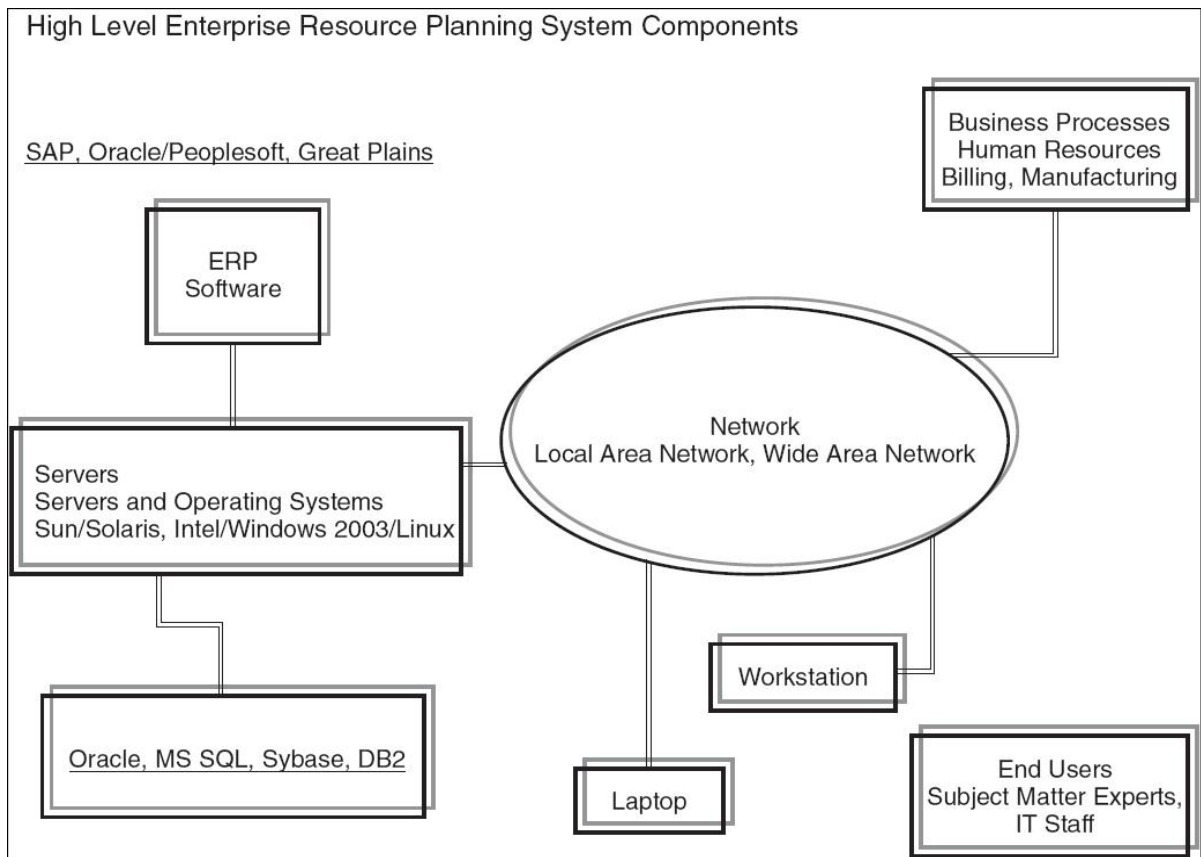 High Level Enterprise Resource Planning System Components
SAP, Oracle/Peoplesoft, Great Plains
Business Processes
Human Resources
Billing, Manufacturing
ERP
Software
Network
Local Area Network, Wide Area Network
Servers
Servers and Operating Systems
Sun/Solaris, Intel/Windows 2003/Linux
Workstation
Oracle, MS SQL, Sybase, DB2
Laptop
End Users
Subject Matter Experts,
IT Staff